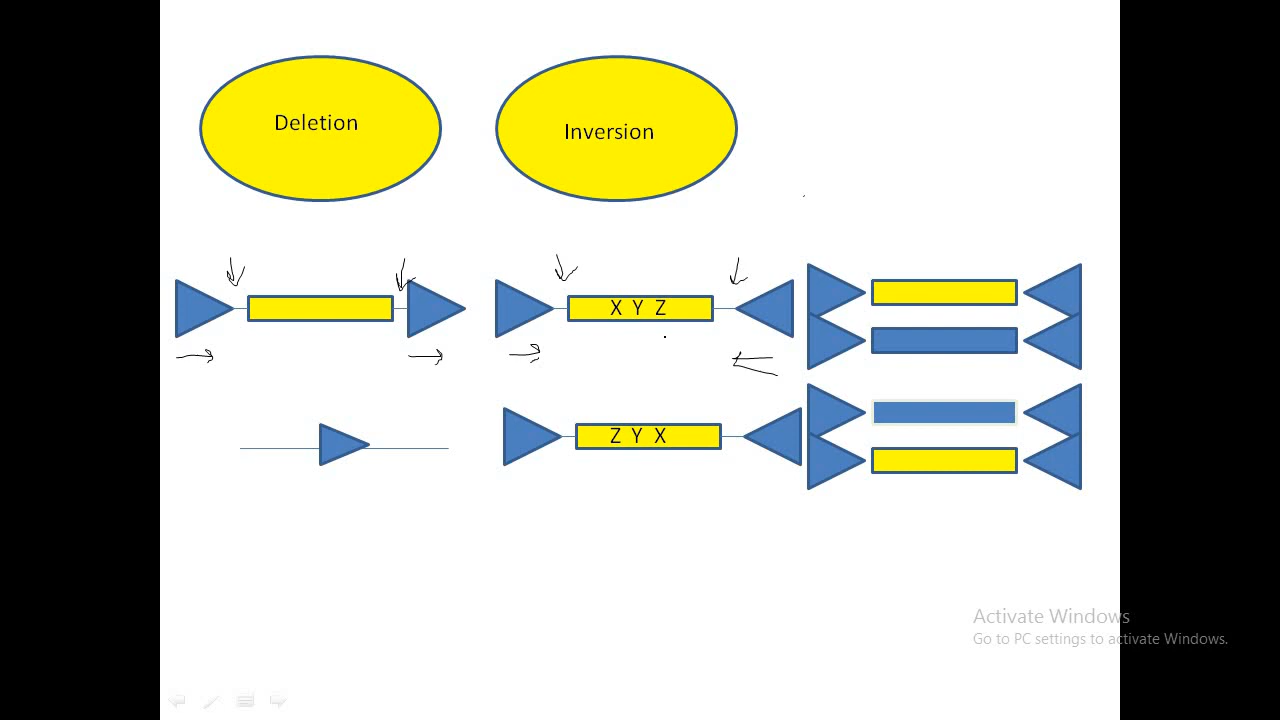 Deletion
Inversion
X Y Z
Z Y X
Activate Windows
Go to PC settings to activate Windows.